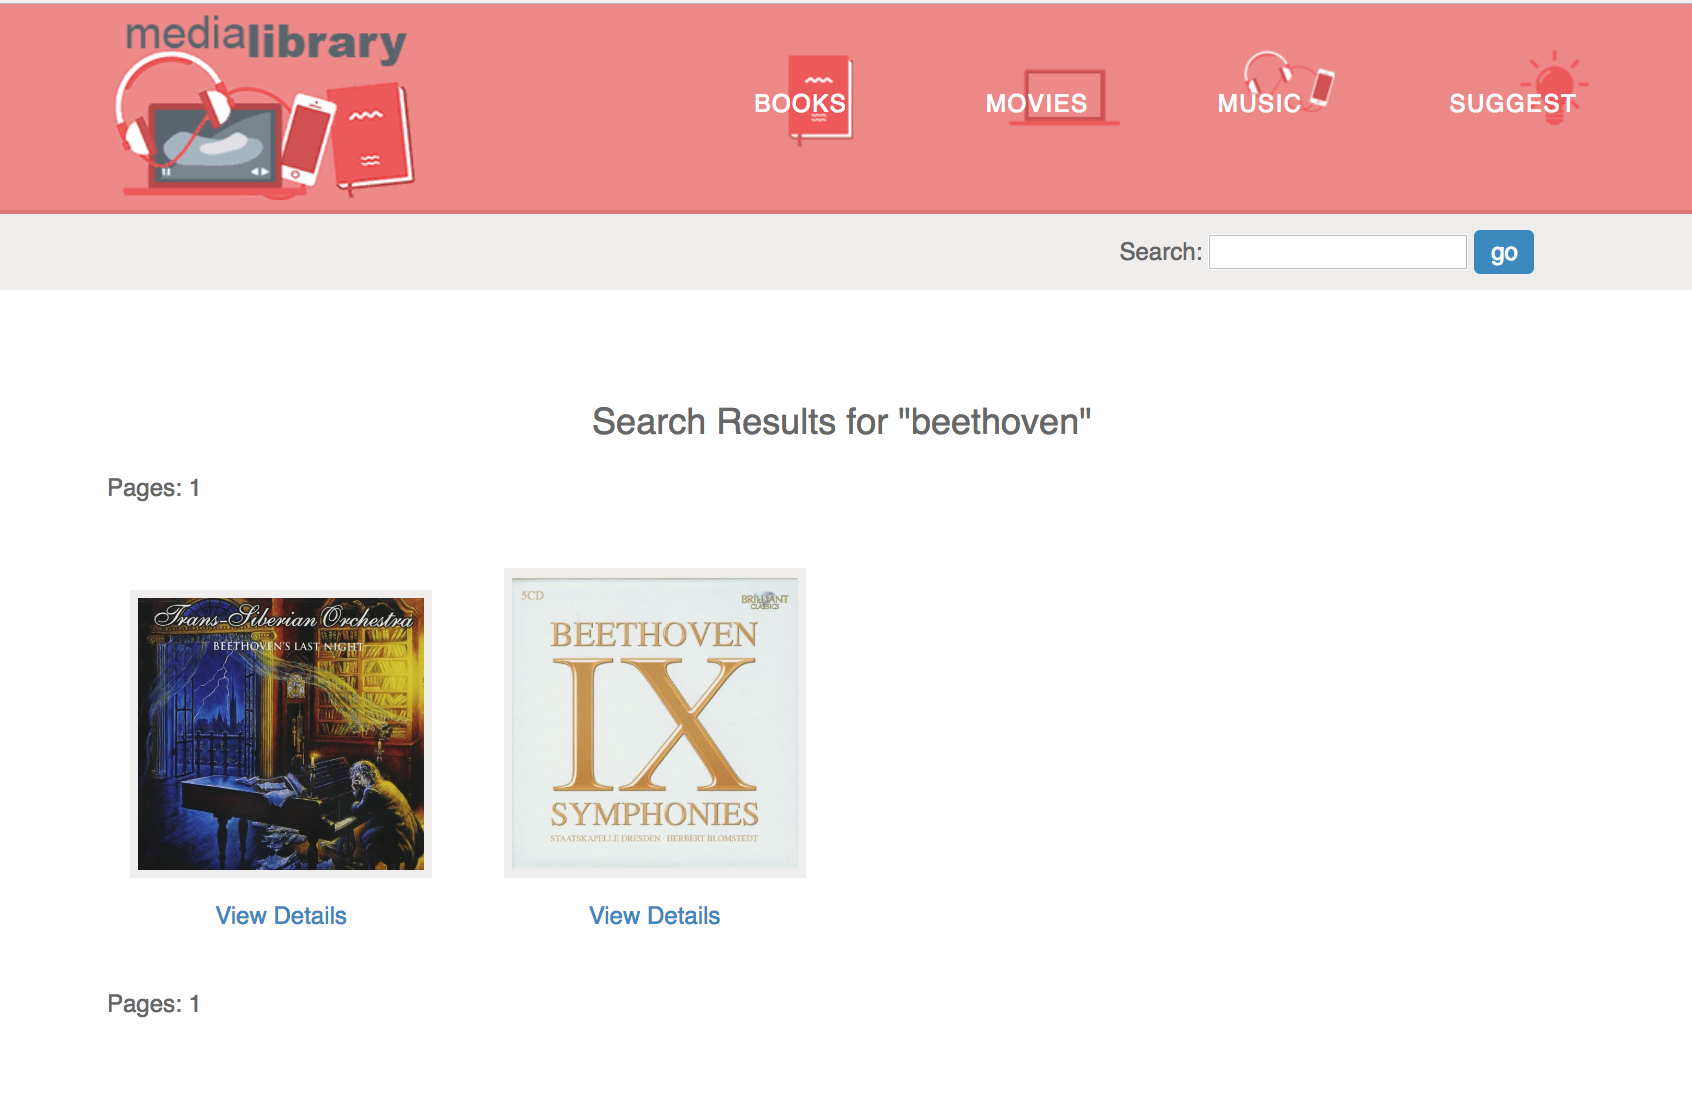 medialibrary
BOOKS
MOVIES
MUSIC
SUGGEST
Search:
go
Search Results for "beethoven"
Pages: 1
Trans-Siberian Orchestra
BEETHOVEN'S LAST NIGHT
5CD
BRILLIANT
CLASSICS
BEETHOVEN
IX
SYMPHONIES
STAATSKAPELLE DRESDEN · HERBERT BLOMSTEDT
View Details
View Details
Pages: 1